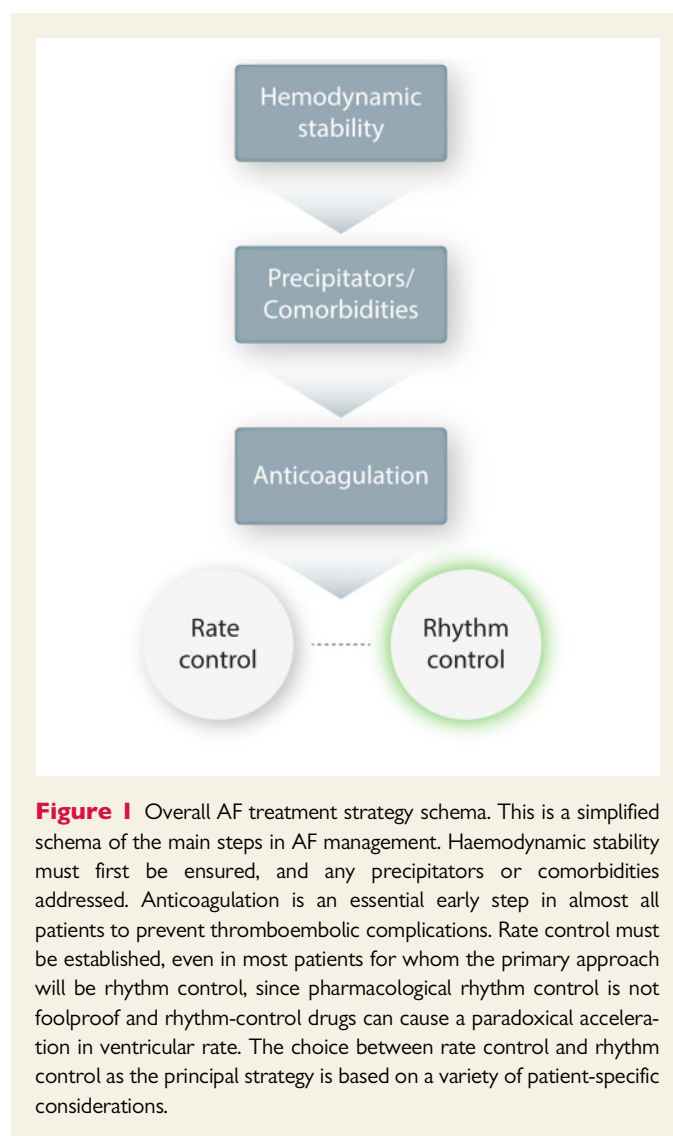 Hemodynamic
stability
Precipitators/
Comorbidities
Anticoagulation
Rate
control
Rhythm
control
Figure 1 Overall AF treatment strategy schema. This is a simplified
schema of the main steps in AF management. Haemodynamic stability
must first be ensured, and any precipitators or comorbidities
addressed. Anticoagulation is an essential early step in almost all
patients to prevent thromboembolic complications. Rate control must
be established, even in most patients for whom the primary approach
will be rhythm control, since pharmacological rhythm control is not
foolproof and rhythm-control drugs can cause a paradoxical accelera-
tion in ventricular rate. The choice between rate control and rhythm
control as the principal strategy is based on a variety of patient-specific
considerations.